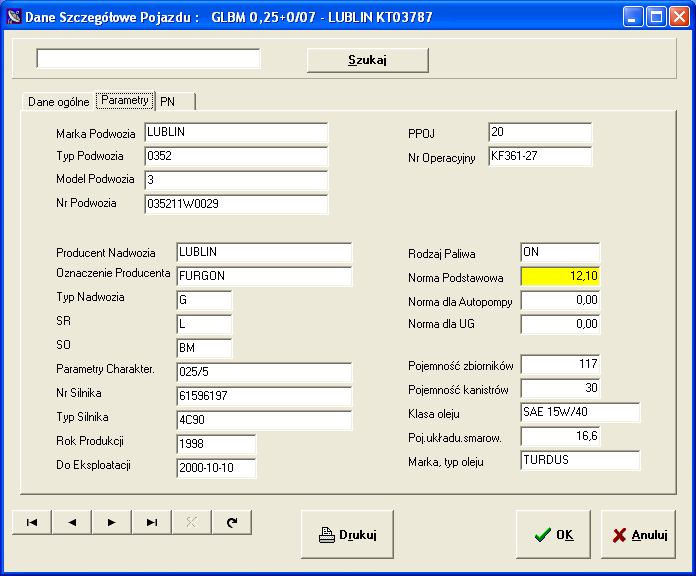 Dane Szczegółowe Pojazdu :    GLBM 0,25+0/07 - LUBLIN KT03787
Szukaj
Dane ogólne Parametry PN
Marka Podwozia LUBLIN
Typ Podwozia 0352
Model Podwozia 3
Nr Podwozia 035211W0029
PPOJ 20
Nr Operacyjny KF361-27
Producent Nadwozia LUBLIN
Oznaczenie Producenta FURGON
Typ Nadwozia G
SR L
SO BM
Parametry Charakter. 025/5
Nr Silnika 61596197
Typ Silnika 4C90
Rok Produkcji 1998
Do Eksploatacji 2000-10-10
Rodzaj Paliwa ON
Norma Podstawowa 12,10
Norma dla Autopompy 0,00
Norma dla UG 0,00
Pojemność zbiorników 117
Pojemność kanistrów 30
Klasa oleju SAE 15W/40
Poj.układu.smarow. 16,6
Marka, typ oleju TURDUS
Drukuj OK Anuluj